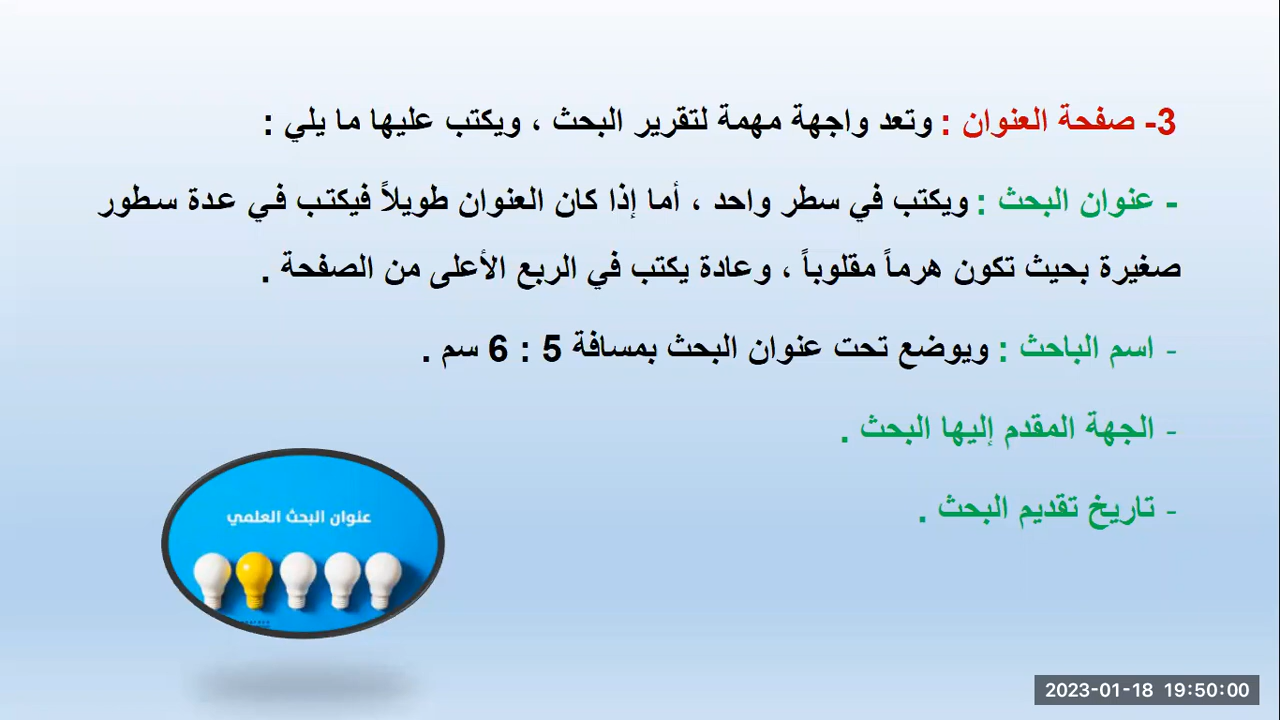 3- صفحة العنوان : وتعد واجهة مهمة لتقرير البحث ، ويكتب عليها ما يلي :
- عنوان البحث : ويكتب في سطر واحد ، أما إذا كان العنوان طويلاً فيكتب في عدة سطور
صغيرة بحيث تكون هرماً مقلوباً ، وعادة يكتب في الربع الأعلى من الصفحة .
- اسم الباحث : ويوضع تحت عنوان البحث بمسافة 5 : 6 سم .
- الجهة المقدم إليها البحث .
- تاريخ تقديم البحث .
عنوان البحث العلمي
2023-01-18 19:50:00